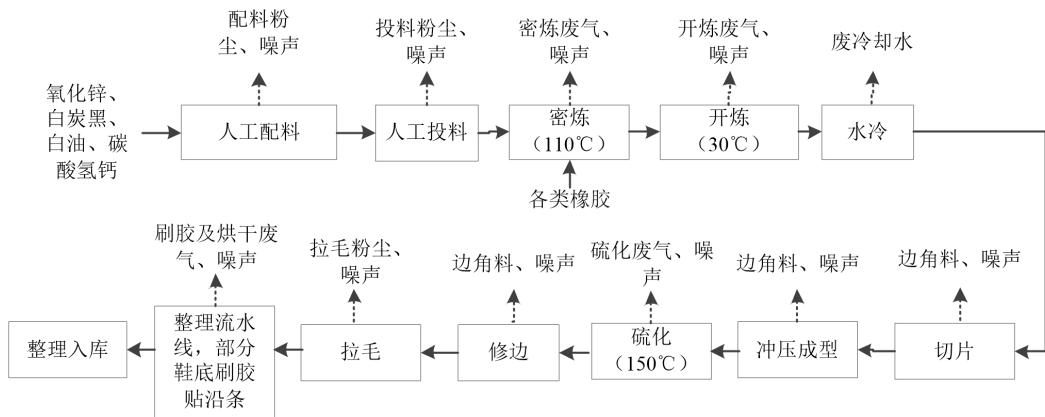 配料粉
尘、噪声
投料粉尘、
噪声
密炼废气、
噪声
开炼废气、
噪声
废冷却水
氧化锌、
白炭黑、
白油、碳
酸氢钙
人工配料
人工投料
密炼
（110℃）
开炼
（30℃）
水冷
各类橡胶
刷胶及烘干废
气、噪声
拉毛粉尘、
噪声
边角料、噪声
硫化废气、噪
声
边角料、噪声
边角料、噪声
整理入库
整理流水
线，部分
鞋底刷胶
贴沿条
拉毛
修边
硫化
（150℃）
冲压成型
切片